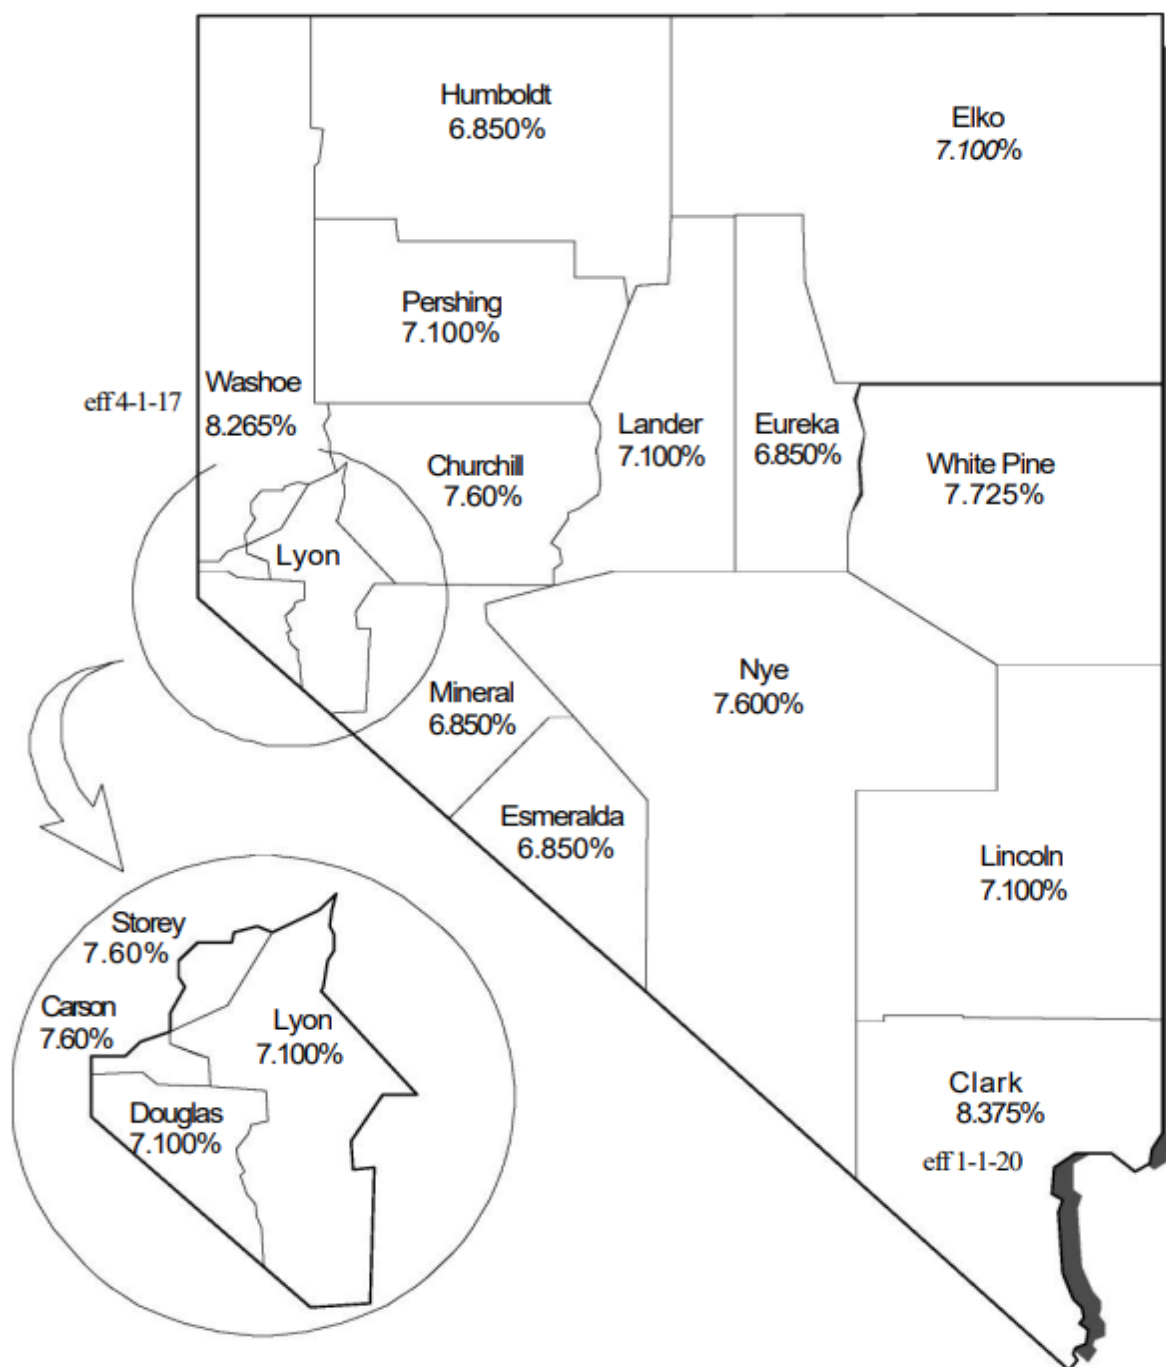 Humboldt
6.850%
Elko
7.100%
Pershing
7.100%
eff 4-1-17
Washoe
8.265%
Churchill
7.60%
Lander
7.100%
Eureka
6.850%
White Pine
7.725%
Lyon
Mineral
6.850%
Nye
7.600%
Esmeralda
6.850%
Lincoln
7.100%
Storey
7.60%
Carson
7.60%
Lyon
7.100%
Douglas
7.100%
Clark
8.375%
eff 1-1-20